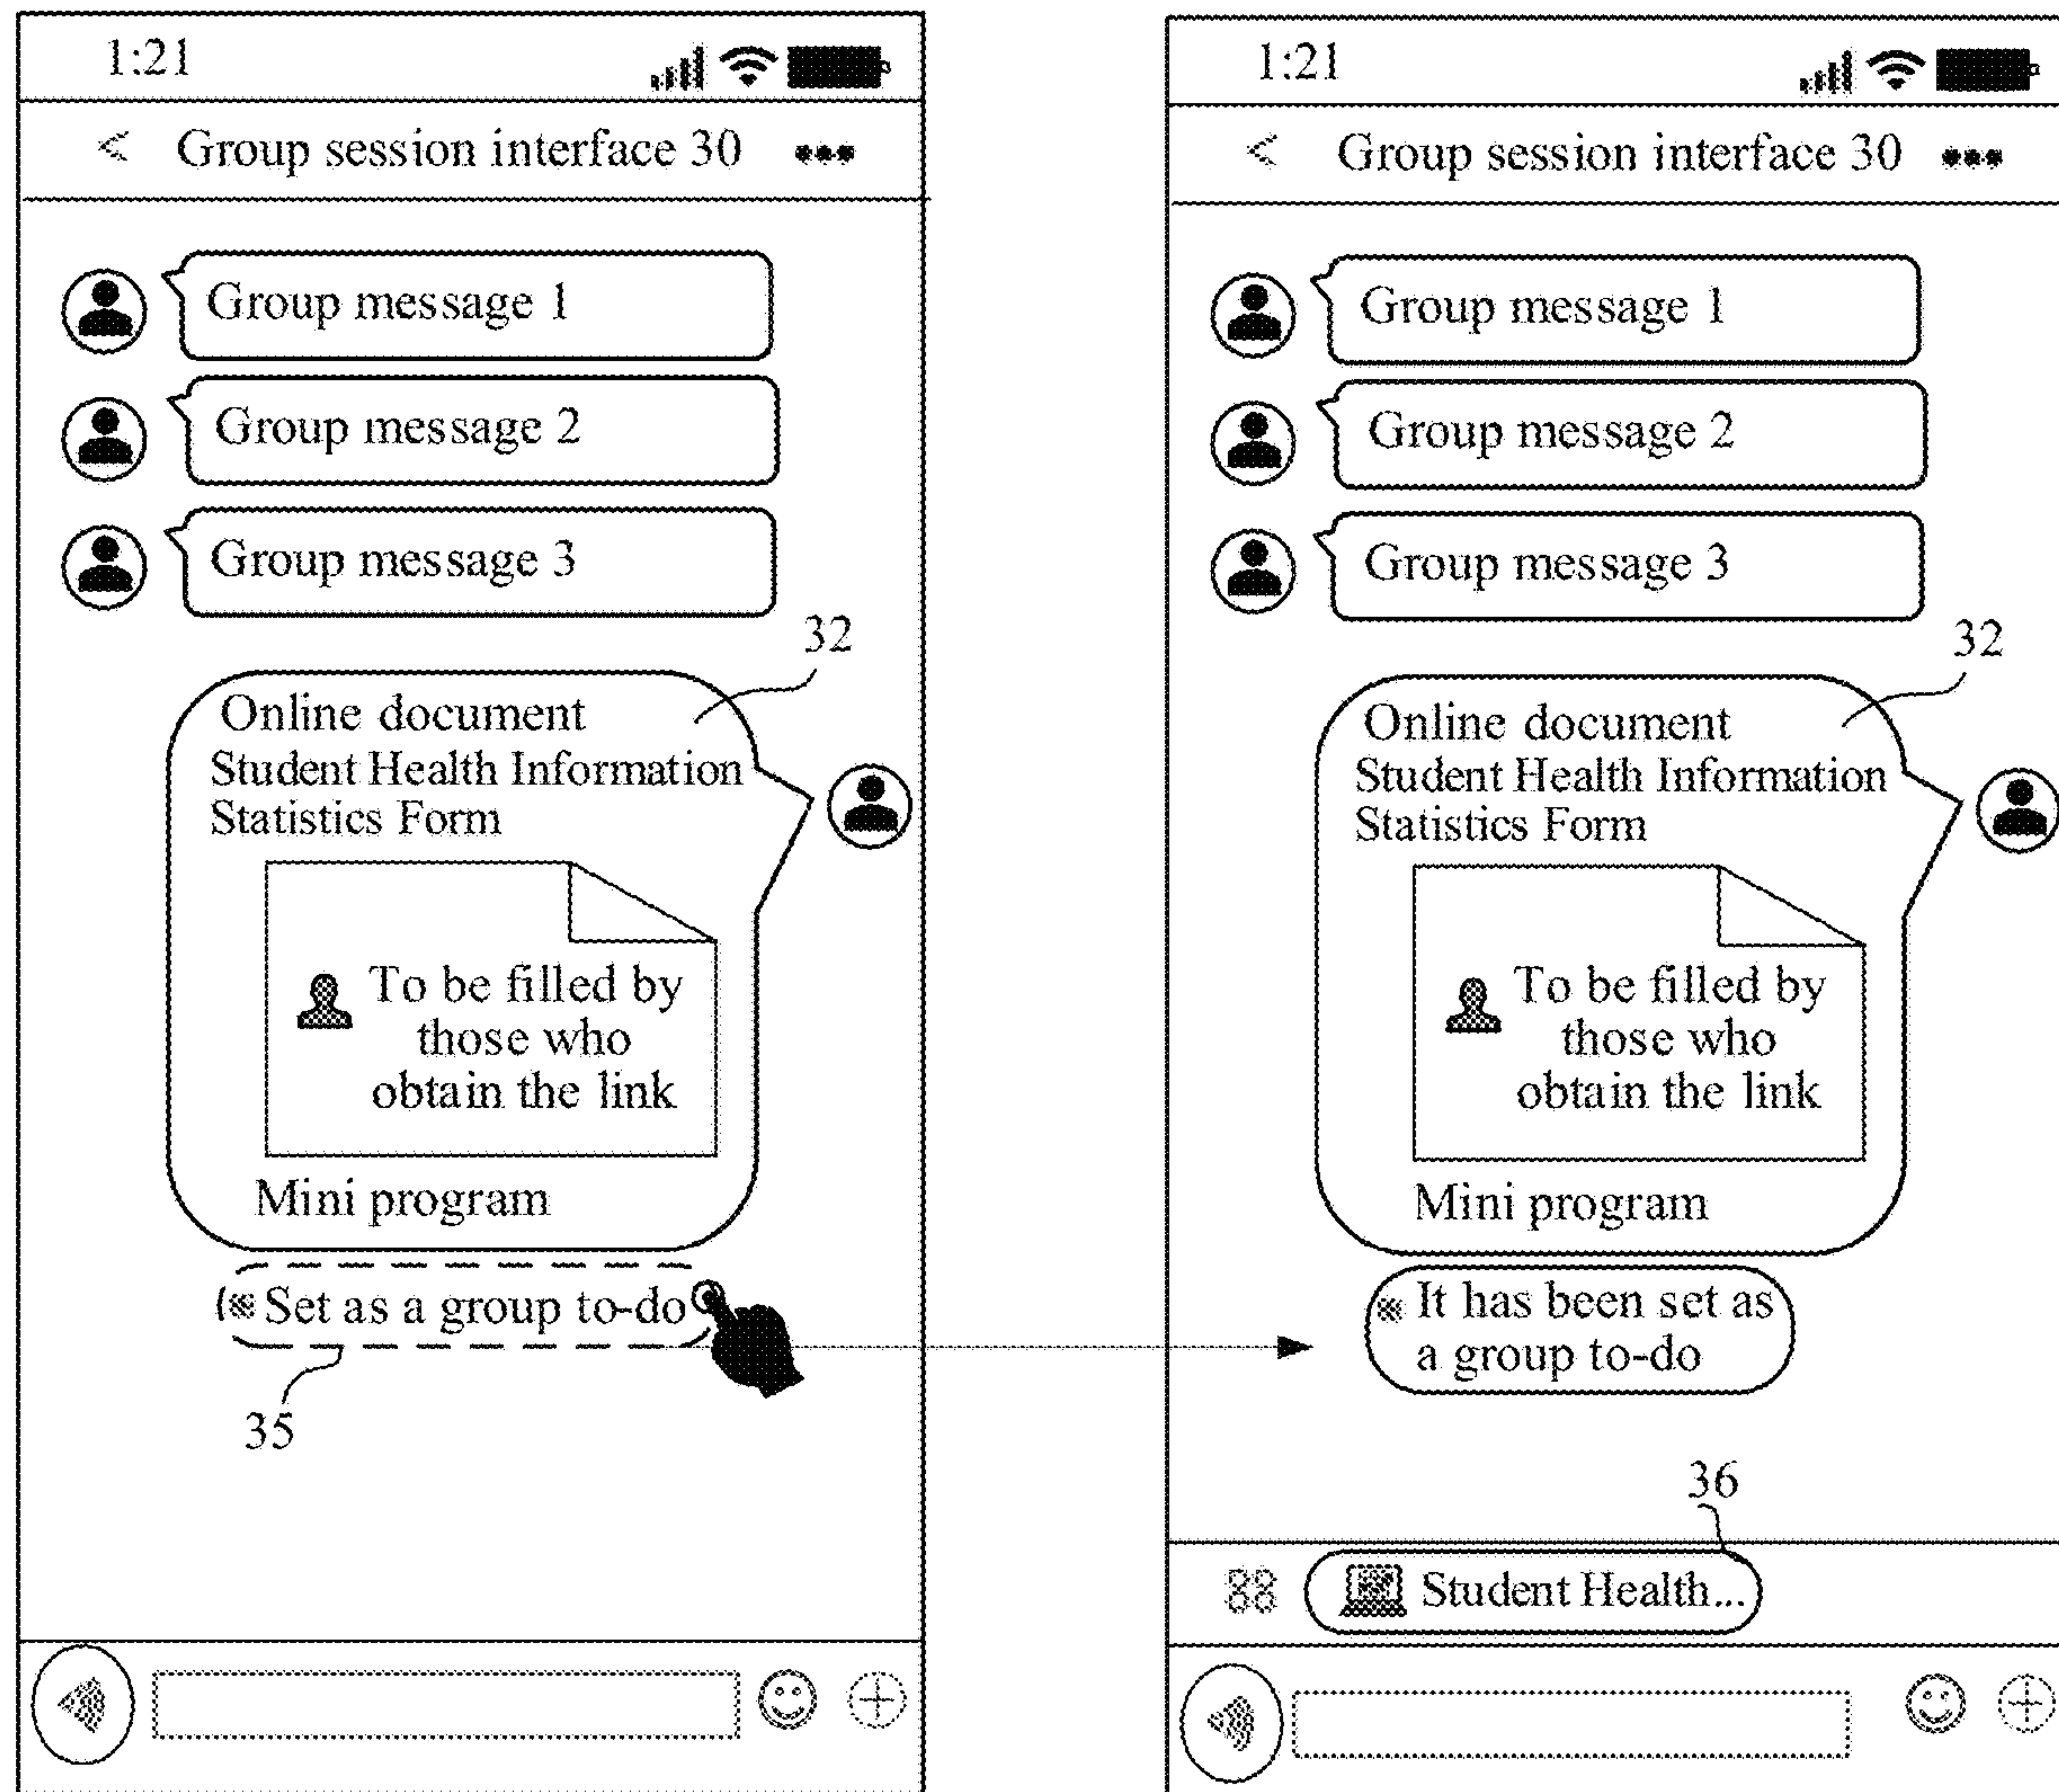 1:21
Group session interface 30
Group message 1
Group message 2
Group message 3
32
Online document
Student Health Information
Statistics Form
To be filled by
those who
obtain the link
Mini program
Set as a group to-do
35
1:21
Group session interface 30
Group message 1
Group message 2
Group message 3
32
Online document
Student Health Information
Statistics Form
To be filled by
those who
obtain the link
Mini program
It has been set as
a group to-do
36
Student Health...